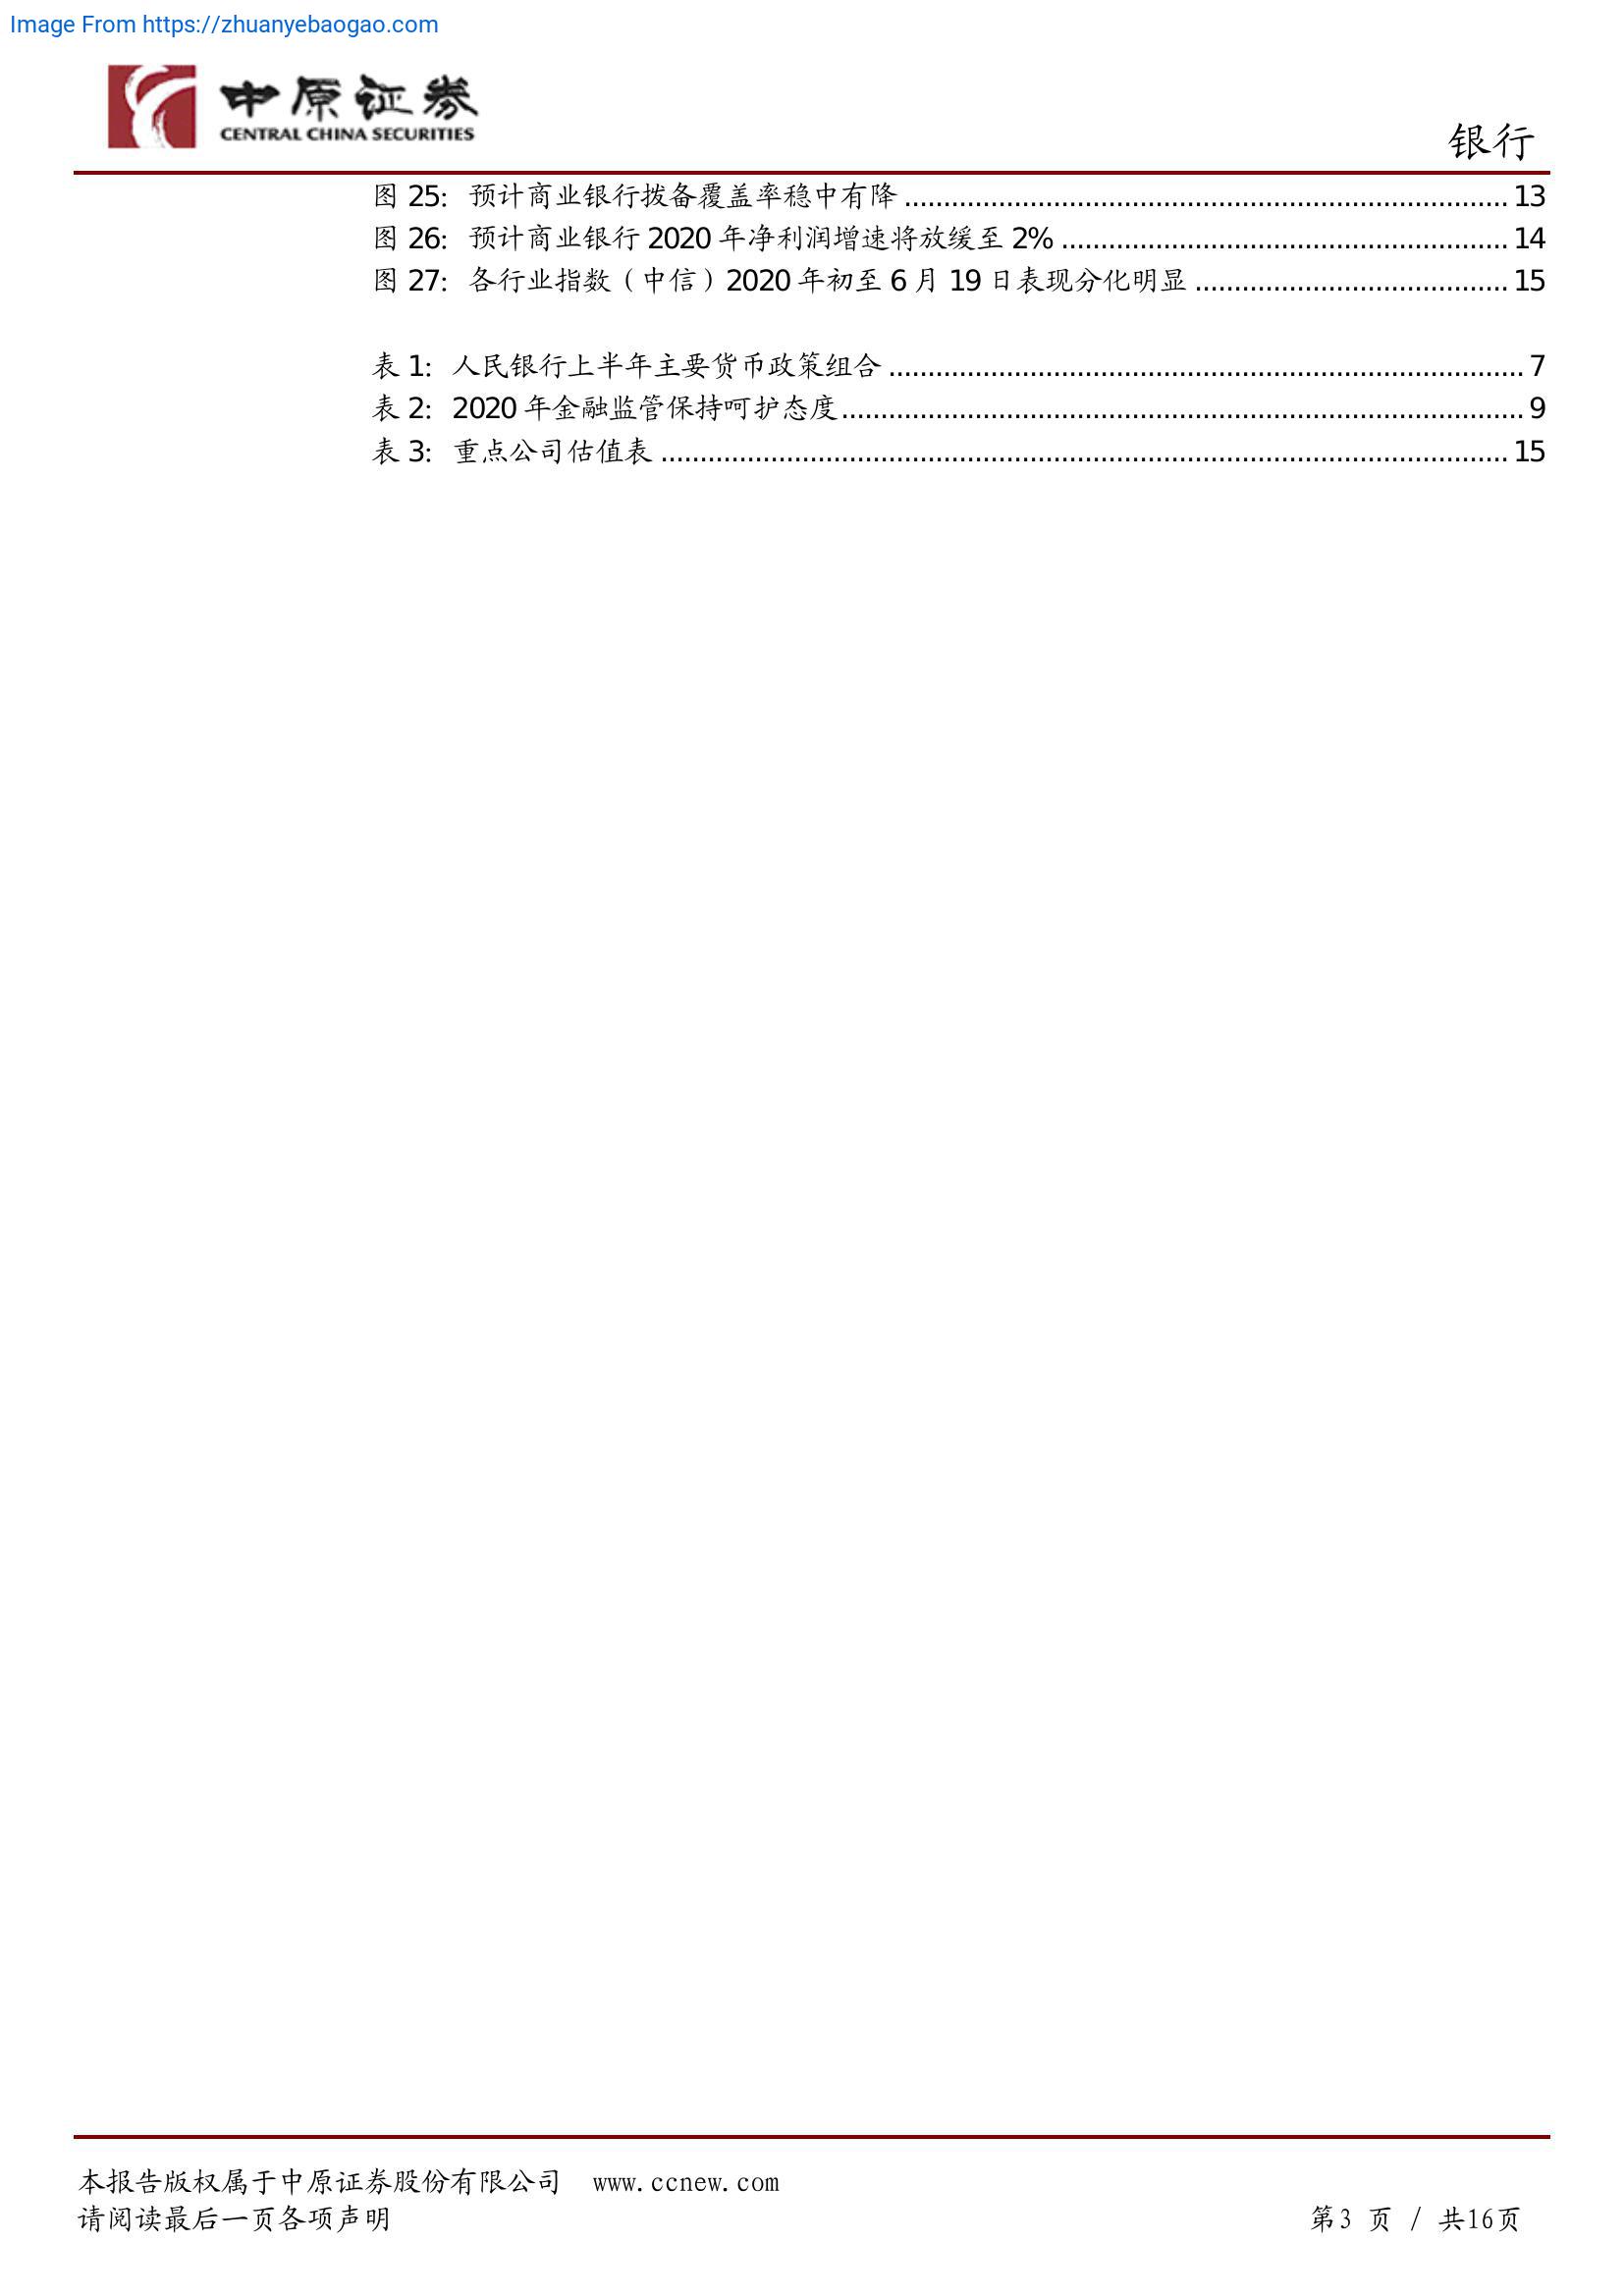 Image From https://zhuanyebaogao.com
中原证券
CENTRAL CHINA SECURITIES
银行
图 25: 预计商业银行拨备覆盖率稳中有降 ........ 13
图 26: 预计商业银行 2020 年净利润增速将放缓至 2% ........ 14
图 27: 各行业指数（中信）2020 年初至 6 月 19 日表现分化明显 ........ 15
表 1: 人民银行上半年主要货币政策组合 ........ 7
表 2: 2020 年金融监管保持呵护态度 ........ 9
表 3: 重点公司估值表 ........ 15
本报告版权属于中原证券股份有限公司 www.ccnew.com
请阅读最后一页各项声明
第3 页 / 共16页